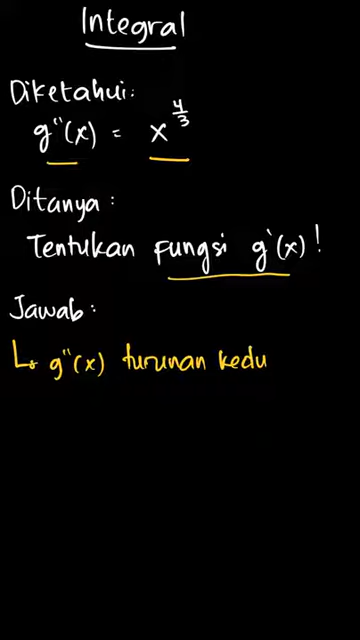 Integral
Diketahui:
g''(x) = x^(4/3)
Ditanya:
Tentukan fungsi g'(x)!
Jawab:
↳ g''(x) turunan kedu